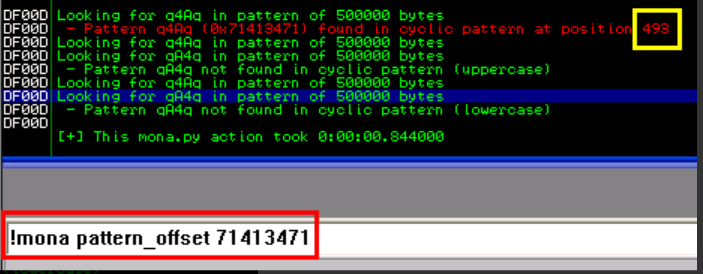 DF00D Looking for q4Aq in pattern of 500000 bytes
DF00D - Pattern q4Aq (0x71413471) found in cyclic pattern at position 493
DF00D Looking for q4Aq in pattern of 500000 bytes
DF00D Looking for qA4q in pattern of 500000 bytes
DF00D - Pattern qA4q not found in cyclic pattern (uppercase)
DF00D Looking for q4Aq in pattern of 500000 bytes
DF00D Looking for qA4q in pattern of 500000 bytes
DF00D - Pattern qA4q not found in cyclic pattern (lowercase)
DF00D
[+] This mona.py action took 0:00:00.844000
!mona pattern_offset 71413471